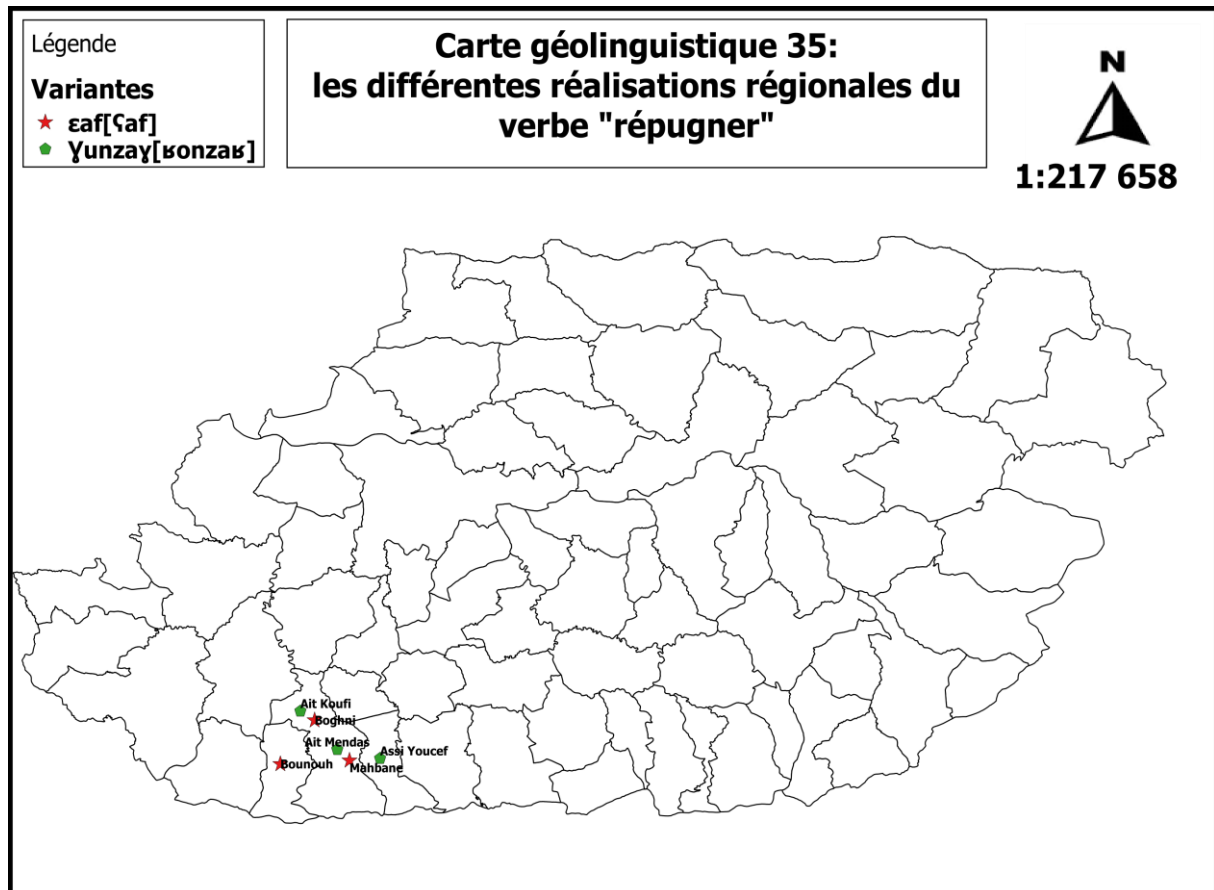 Légende
Variantes
ɛaf[ʕaf]
Ɣunzaɣ[ʁonzaʁ]
Carte géolinguistique 35:
les différentes réalisations régionales du
verbe "répugner"
N
1:217 658
Ait Koufi
Boghni
Ait Mendas
Assi Youcef
Bounouh
Mahbane